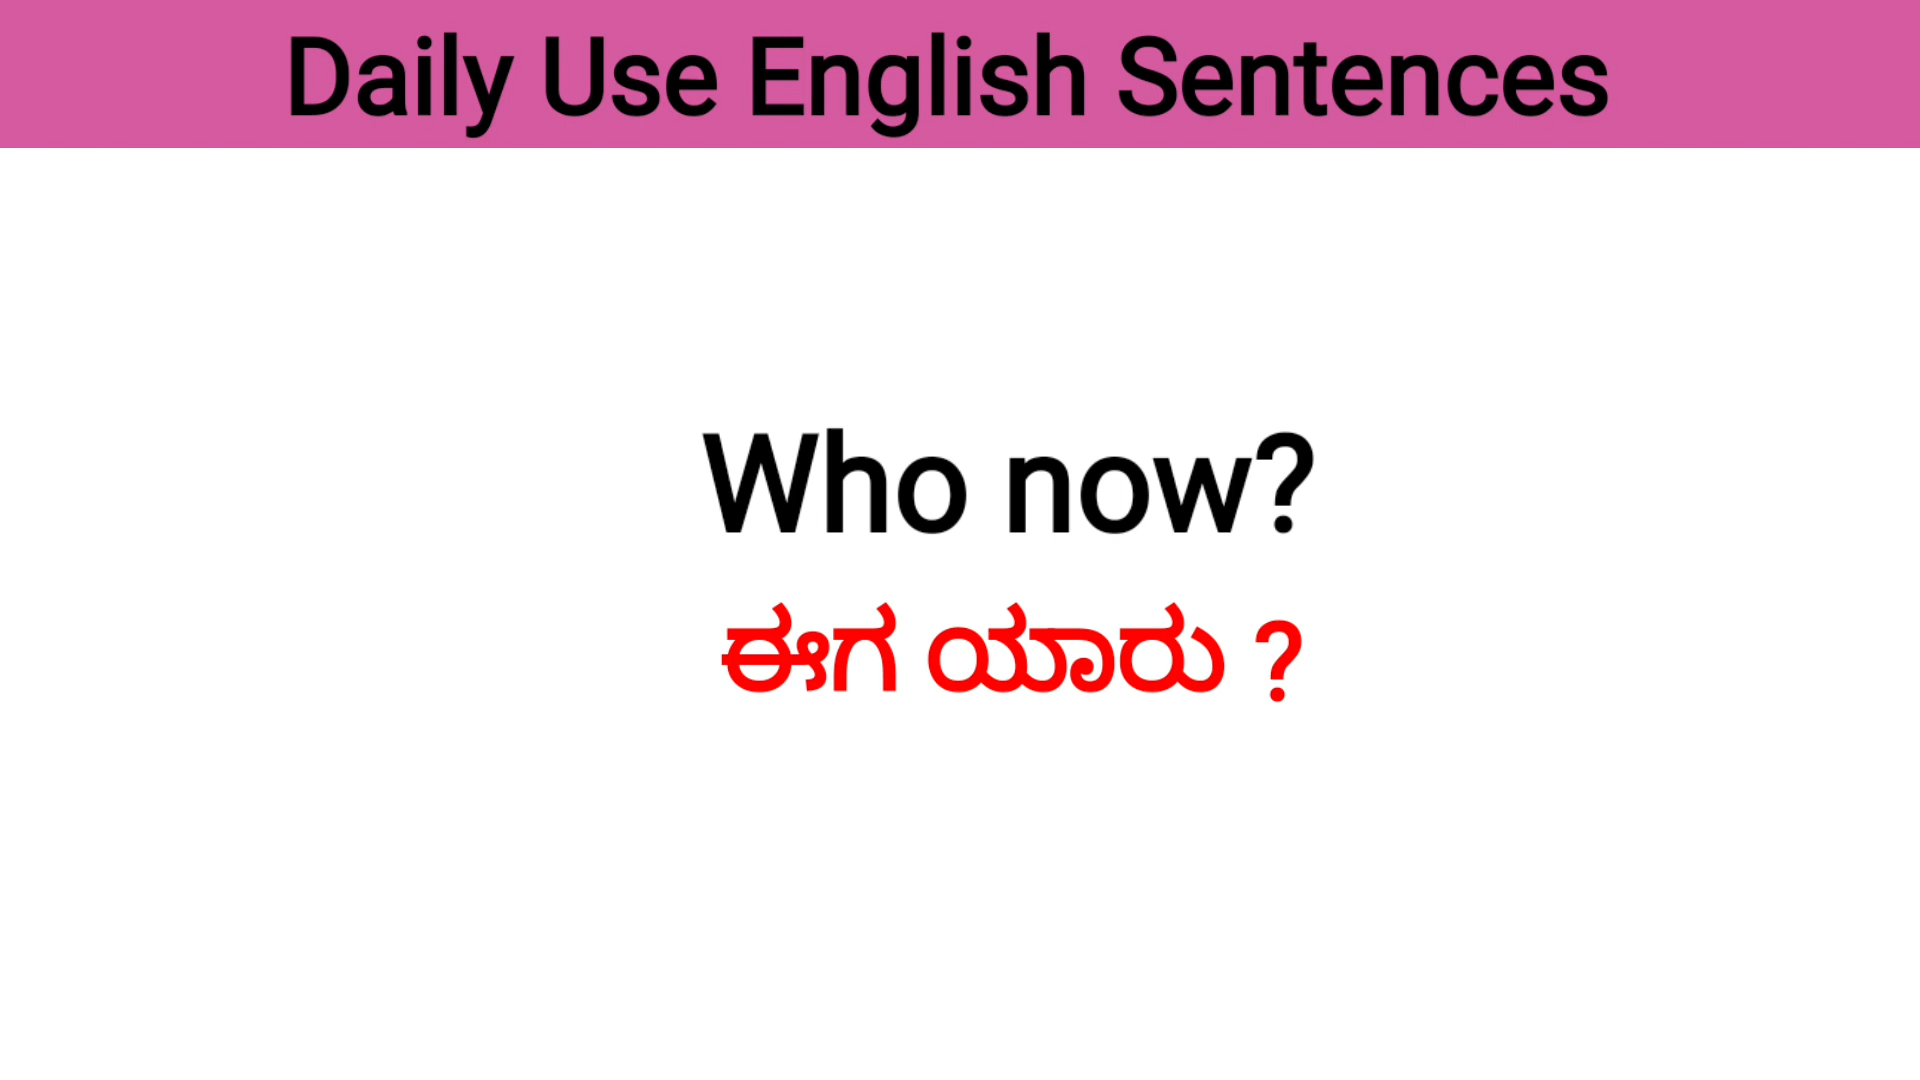 Daily Use English Sentences
Who now?
ಈಗ ಯಾರು ?